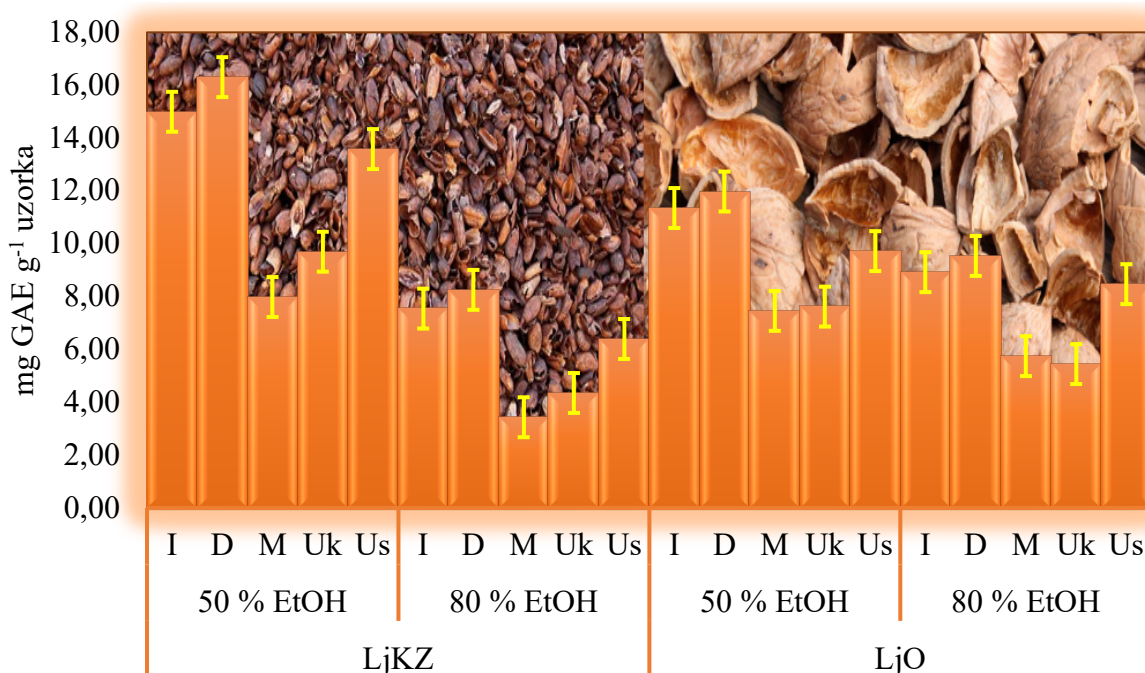 mg GAE g⁻¹ uzorka
18,00
16,00
14,00
12,00
10,00
8,00
6,00
4,00
2,00
0,00
I D M Uk Us I D M Uk Us I D M Uk Us I D M Uk Us
50 % EtOH 80 % EtOH 50 % EtOH 80 % EtOH
LjKZ LjO